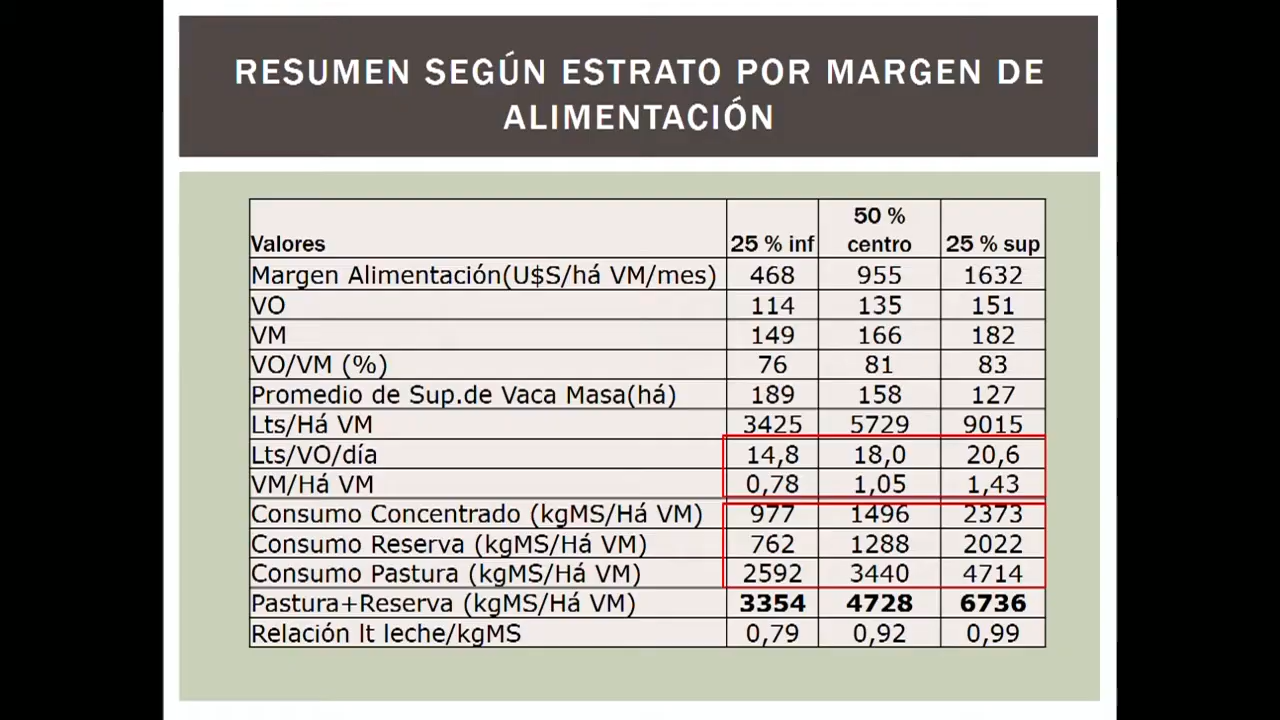 RESUMEN SEGÚN ESTRATO POR MARGEN DE
ALIMENTACIÓN
Valores 25 % inf 50 % centro 25 % sup
Margen Alimentación(U$S/há VM/mes) 468 955 1632
VO 114 135 151
VM 149 166 182
VO/VM (%) 76 81 83
Promedio de Sup.de Vaca Masa(há) 189 158 127
Lts/Há VM 3425 5729 9015
Lts/VO/día 14,8 18,0 20,6
VM/Há VM 0,78 1,05 1,43
Consumo Concentrado (kgMS/Há VM) 977 1496 2373
Consumo Reserva (kgMS/Há VM) 762 1288 2022
Consumo Pastura (kgMS/Há VM) 2592 3440 4714
Pastura+Reserva (kgMS/Há VM) 3354 4728 6736
Relación lt leche/kgMS 0,79 0,92 0,99